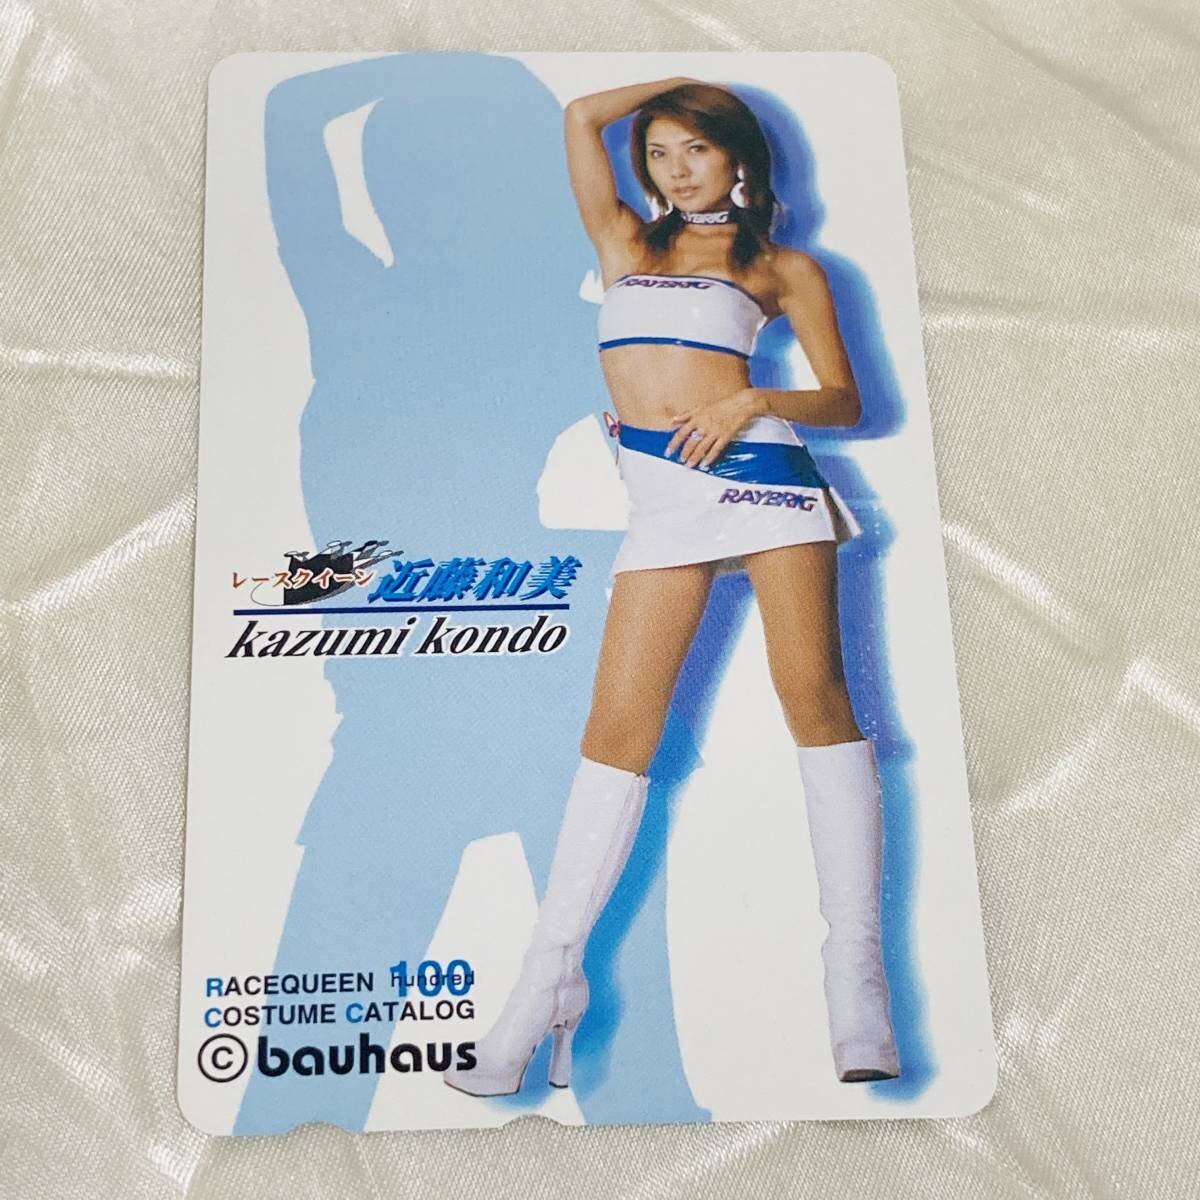 RAYBRIG
RAYBRIG
RAYBRIG
レースクイーン 近藤和美
kazumi kondo
RACEQUEEN 100 hundred
COSTUME CATALOG
© bauhaus